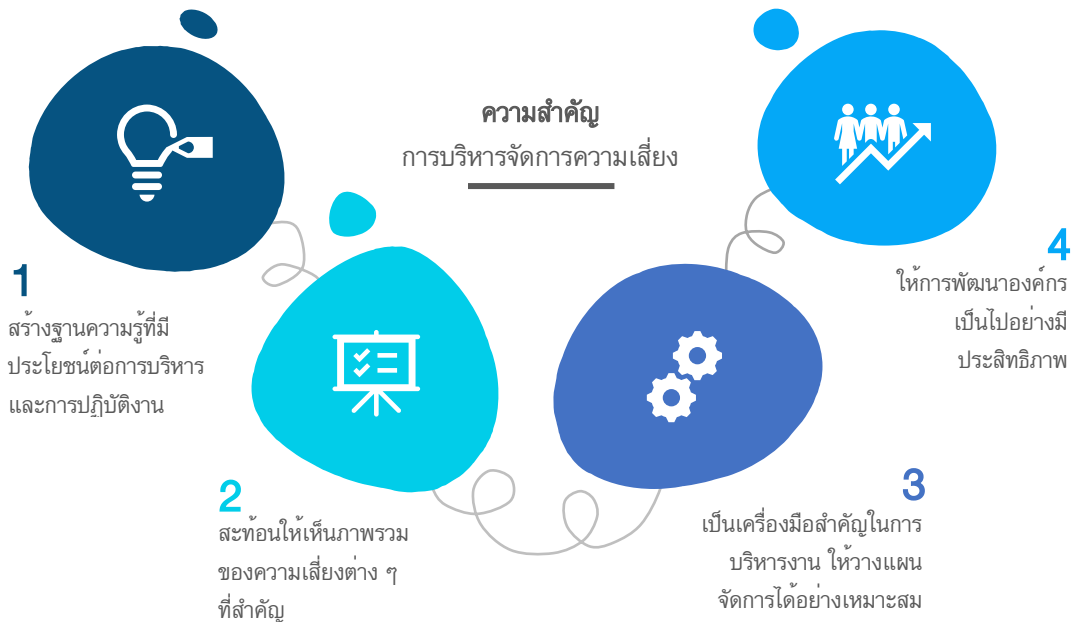 ความสำคัญ
การบริหารจัดการความเสี่ยง
1
สร้างฐานความรู้ที่มี
ประโยชน์ต่อการบริหาร
และการปฏิบัติงาน
2
สะท้อนให้เห็นภาพรวม
ของความเสี่ยงต่าง ๆ
ที่สำคัญ
3
เป็นเครื่องมือสำคัญในการ
บริหารงาน ให้วางแผน
จัดการได้อย่างเหมาะสม
4
ให้การพัฒนาองค์กร
เป็นไปอย่างมี
ประสิทธิภาพ